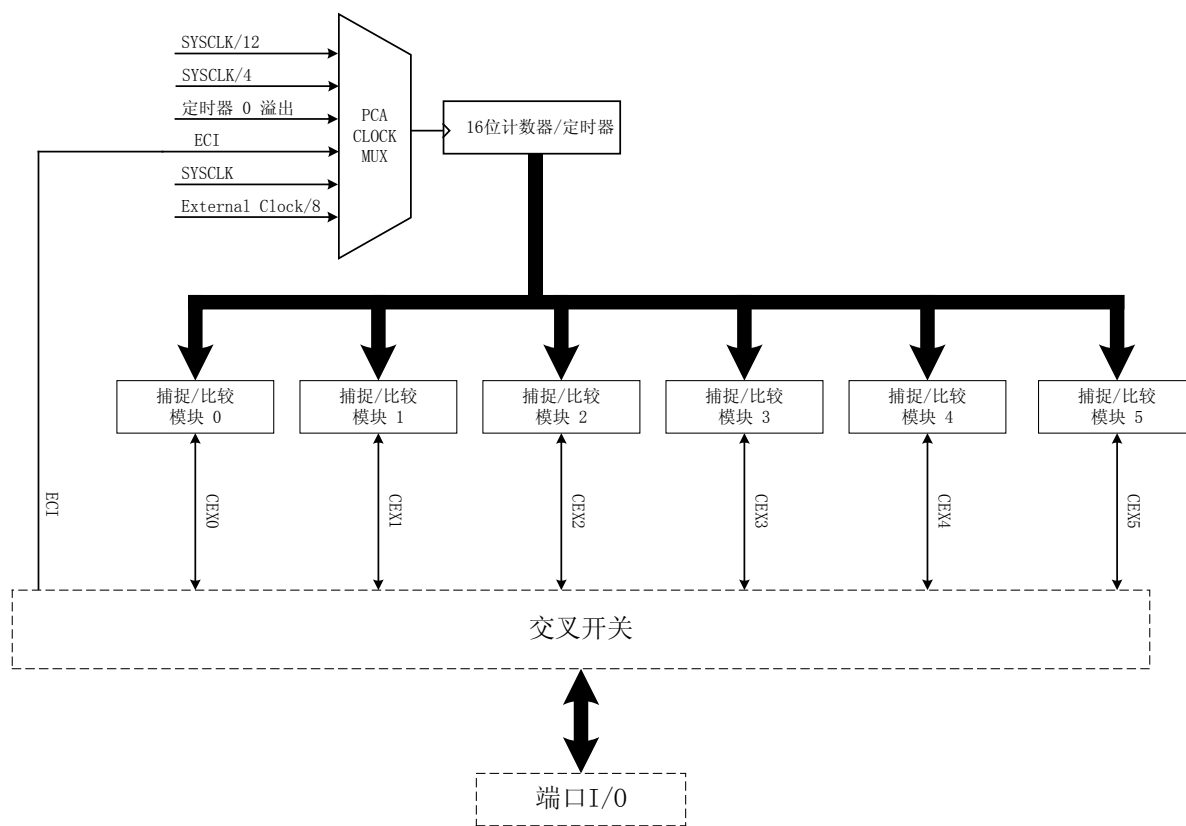 SYSCLK/12
SYSCLK/4
定时器 0 溢出
ECI
SYSCLK
External Clock/8
PCA
CLOCK
MUX
16位计数器/定时器
捕捉/比较
模块 0
捕捉/比较
模块 1
捕捉/比较
模块 2
捕捉/比较
模块 3
捕捉/比较
模块 4
捕捉/比较
模块 5
ECI
CEX0
CEX1
CEX2
CEX3
CEX4
CEX5
交叉开关
端口I/O